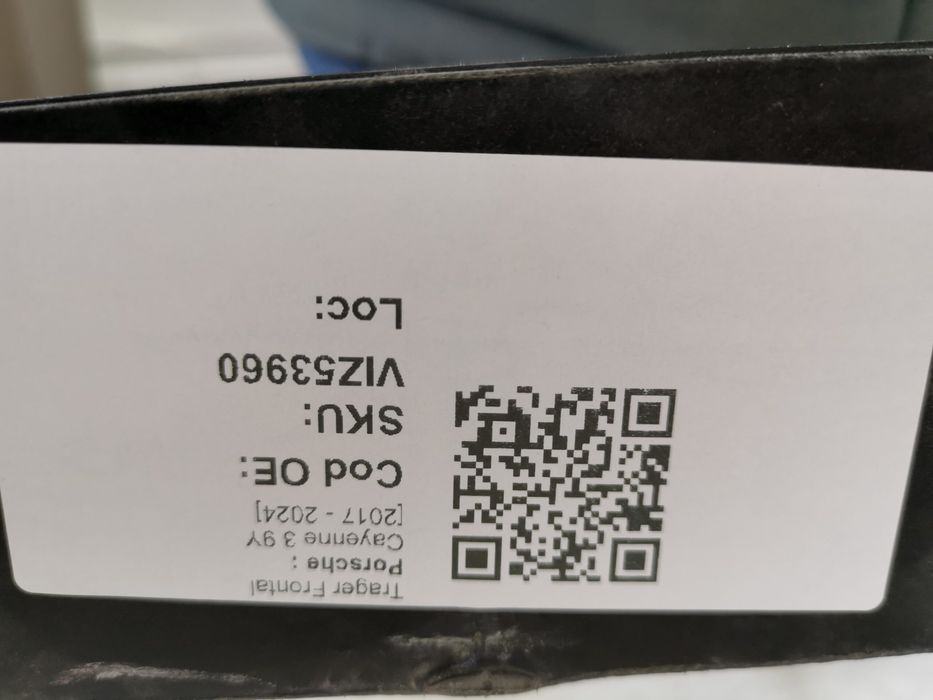 Trager Frontal
Porsche :
Cayenne 3 9Y
[2017 - 2024]
Cod OE:
SKU:
VIZ53960
Loc: